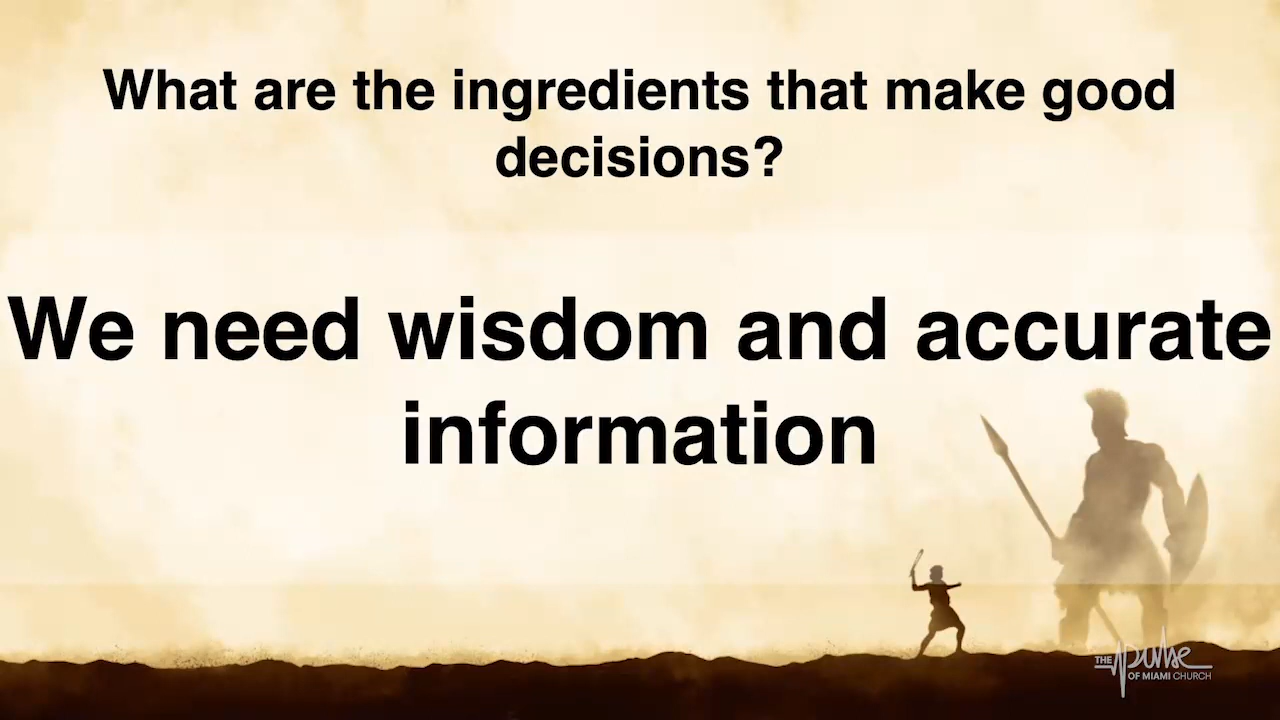 What are the ingredients that make good
decisions?
We need wisdom and accurate
information
THE pulse
OF MIAMI CHURCH